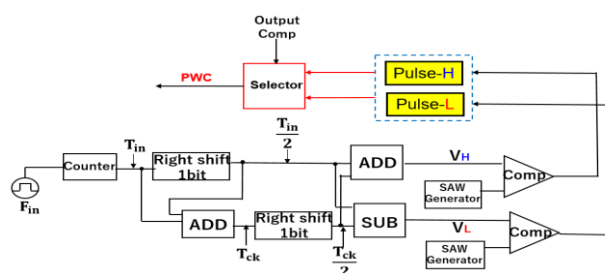 Output
Comp
PWC
Selector
Pulse-H
Pulse-L
Tin
Tin
2
Counter
Right shift
1bit
ADD
VH
Comp
SAW
Generator
Fin
ADD
Right shift
1bit
SUB
VL
Comp
Tck
Tck
2
SAW
Generator